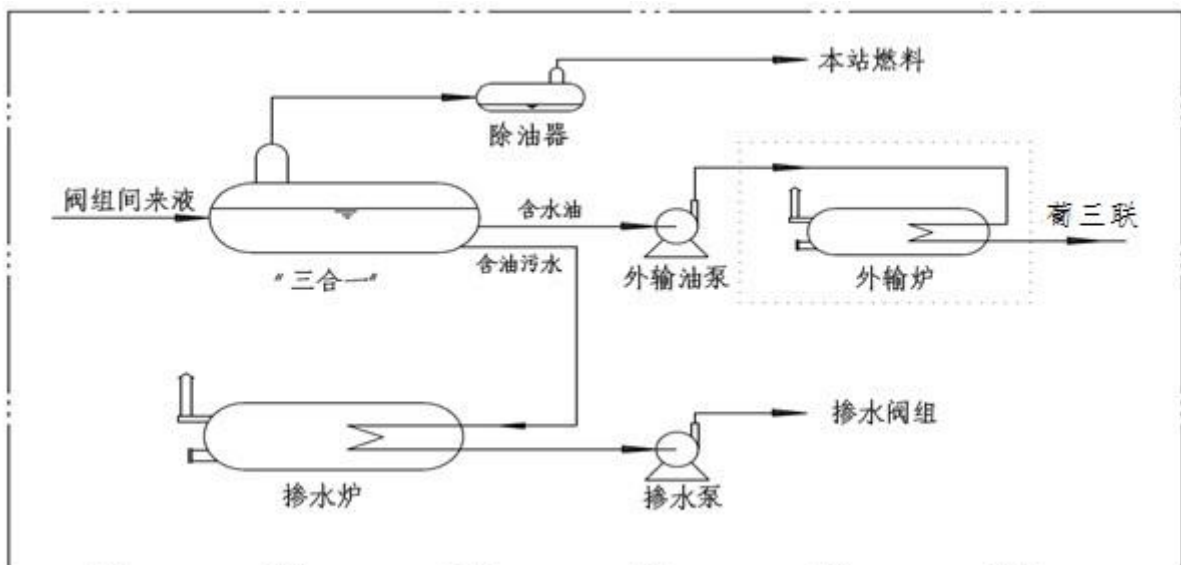 本站燃料
除油器
阀组间来液
含水油
葡三联
含油污水
"三合一"
外输油泵
外输炉
掺水阀组
掺水炉
掺水泵